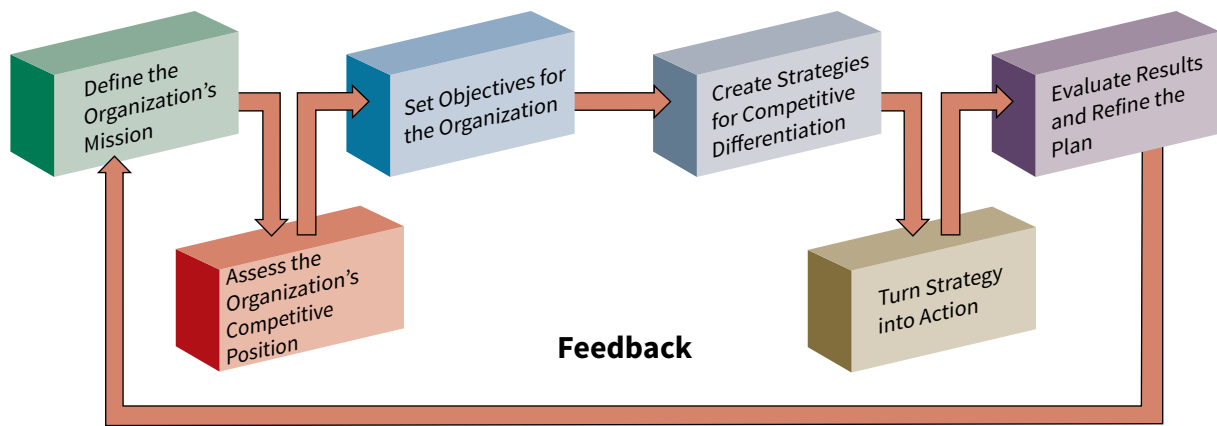 Define the
Organization’s
Mission
Assess the
Organization’s
Competitive
Position
Set Objectives for
the Organization
Create Strategies
for Competitive
Differentiation
Turn Strategy
into Action
Evaluate Results
and Refine the
Plan
Feedback